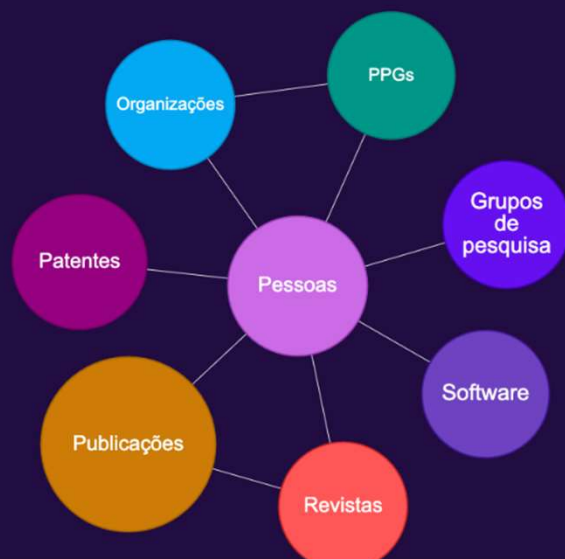 PPGs
Organizações
Grupos
de
pesquisa
Patentes
Pessoas
Software
Publicações
Revistas